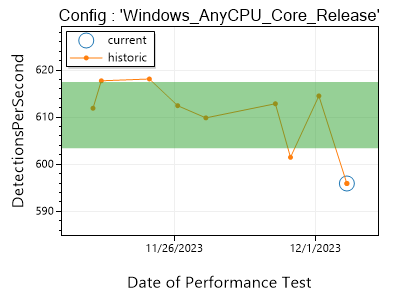 Config : 'Windows_AnyCPU_Core_Release'
current
historic
DetectionsPerSecond
620
610
600
590
11/26/2023
12/1/2023
Date of Performance Test